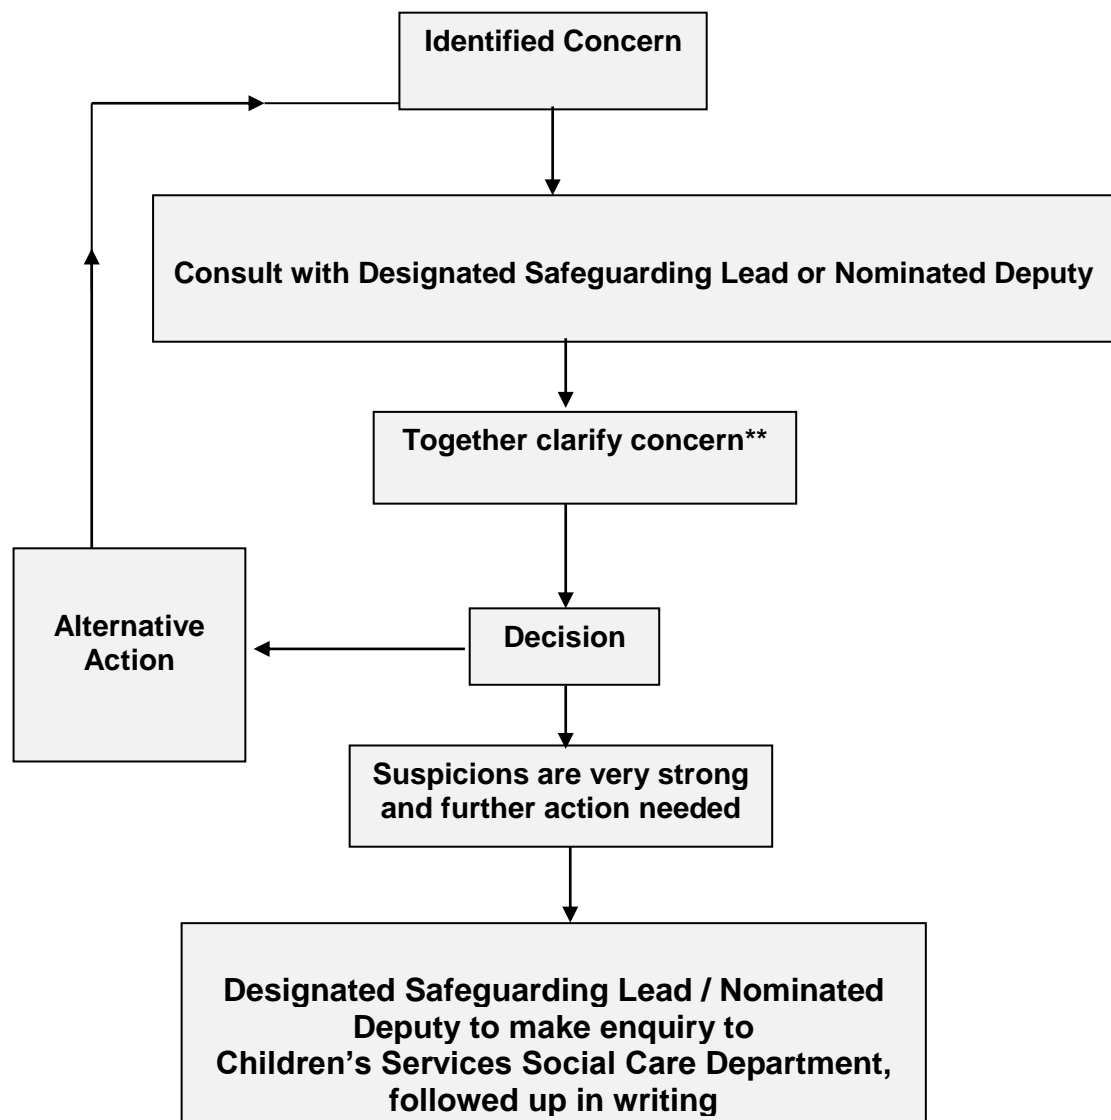 Identified Concern
Consult with Designated Safeguarding Lead or Nominated Deputy
Together clarify concern**
Alternative
Action
Decision
Suspicions are very strong
and further action needed
Designated Safeguarding Lead / Nominated
Deputy to make enquiry to
Children’s Services Social Care Department,
followed up in writing